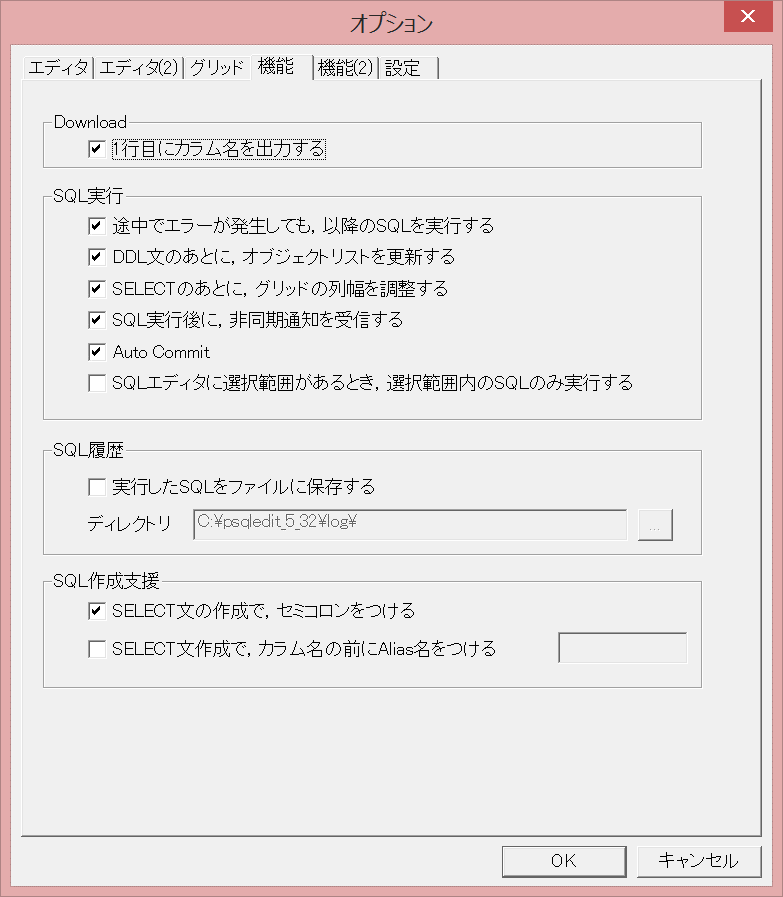 オプション
エディタ
エディタ(2)
グリッド
機能
機能(2)
設定
Download
1行目にカラム名を出力する
SQL実行
途中でエラーが発生しても, 以降のSQLを実行する
DDL文のあとに, オブジェクトリストを更新する
SELECTのあとに, グリッドの列幅を調整する
SQL実行後に, 非同期通知を受信する
Auto Commit
SQLエディタに選択範囲があるとき, 選択範囲内のSQLのみ実行する
SQL履歴
実行したSQLをファイルに保存する
ディレクトリ
C:¥psqledit_5_32¥log¥
...
SQL作成支援
SELECT文の作成で, セミコロンをつける
SELECT文作成で, カラム名の前にAlias名をつける
OK
キャンセル